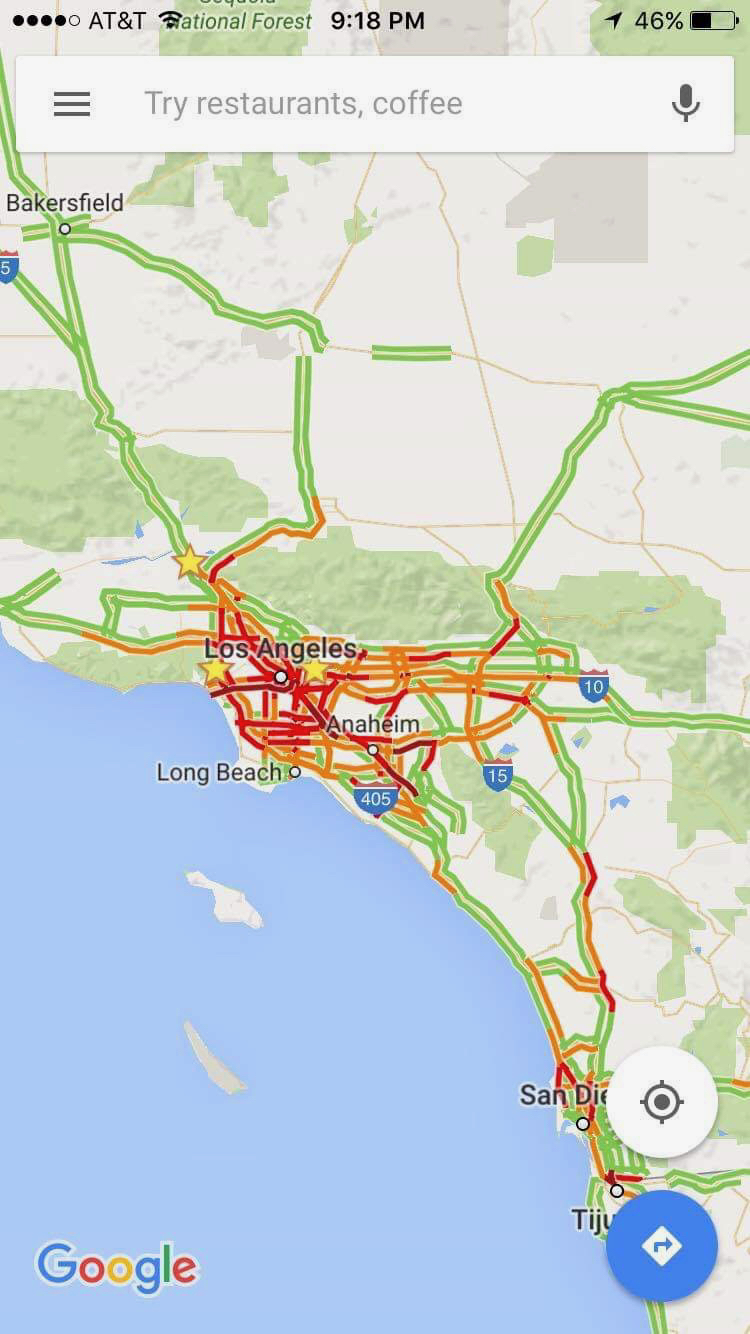 ●●●●○ AT&T 9:18 PM 46%
National Forest
Try restaurants, coffee
Bakersfield
5
Los Angeles
10
Anaheim
Long Beach
15
405
San Die
Tiju
Google